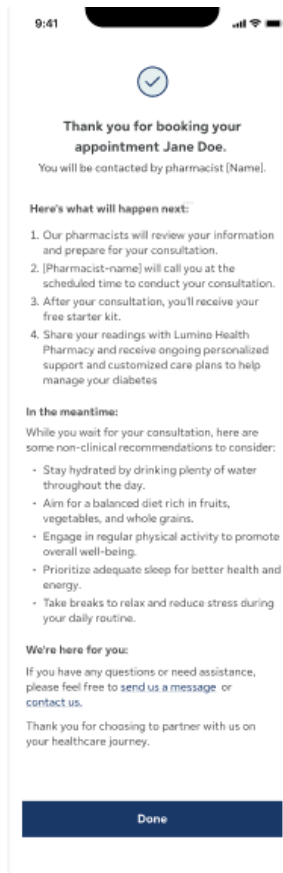 9:41
Thank you for booking your
appointment Jane Doe.
You will be contacted by pharmacist [Name].
Here's what will happen next:
1. Our pharmacists will review your information
and prepare for your consultation.
2. [Pharmacist-name] will call you at the
scheduled time to conduct your consultation.
3. After your consultation, you'll receive your
free starter kit.
4. Share your readings with Lumino Health
Pharmacy and receive ongoing personalized
support and customized care plans to help
manage your diabetes
In the meantime:
While you wait for your consultation, here are
some non-clinical recommendations to consider:
• Stay hydrated by drinking plenty of water
throughout the day.
• Aim for a balanced diet rich in fruits,
vegetables, and whole grains.
• Engage in regular physical activity to promote
overall well-being.
• Prioritize adequate sleep for better health and
energy.
• Take breaks to relax and reduce stress during
your daily routine.
We're here for you:
If you have any questions or need assistance,
please feel free to send us a message or
contact us.
Thank you for choosing to partner with us on
your healthcare journey.
Done